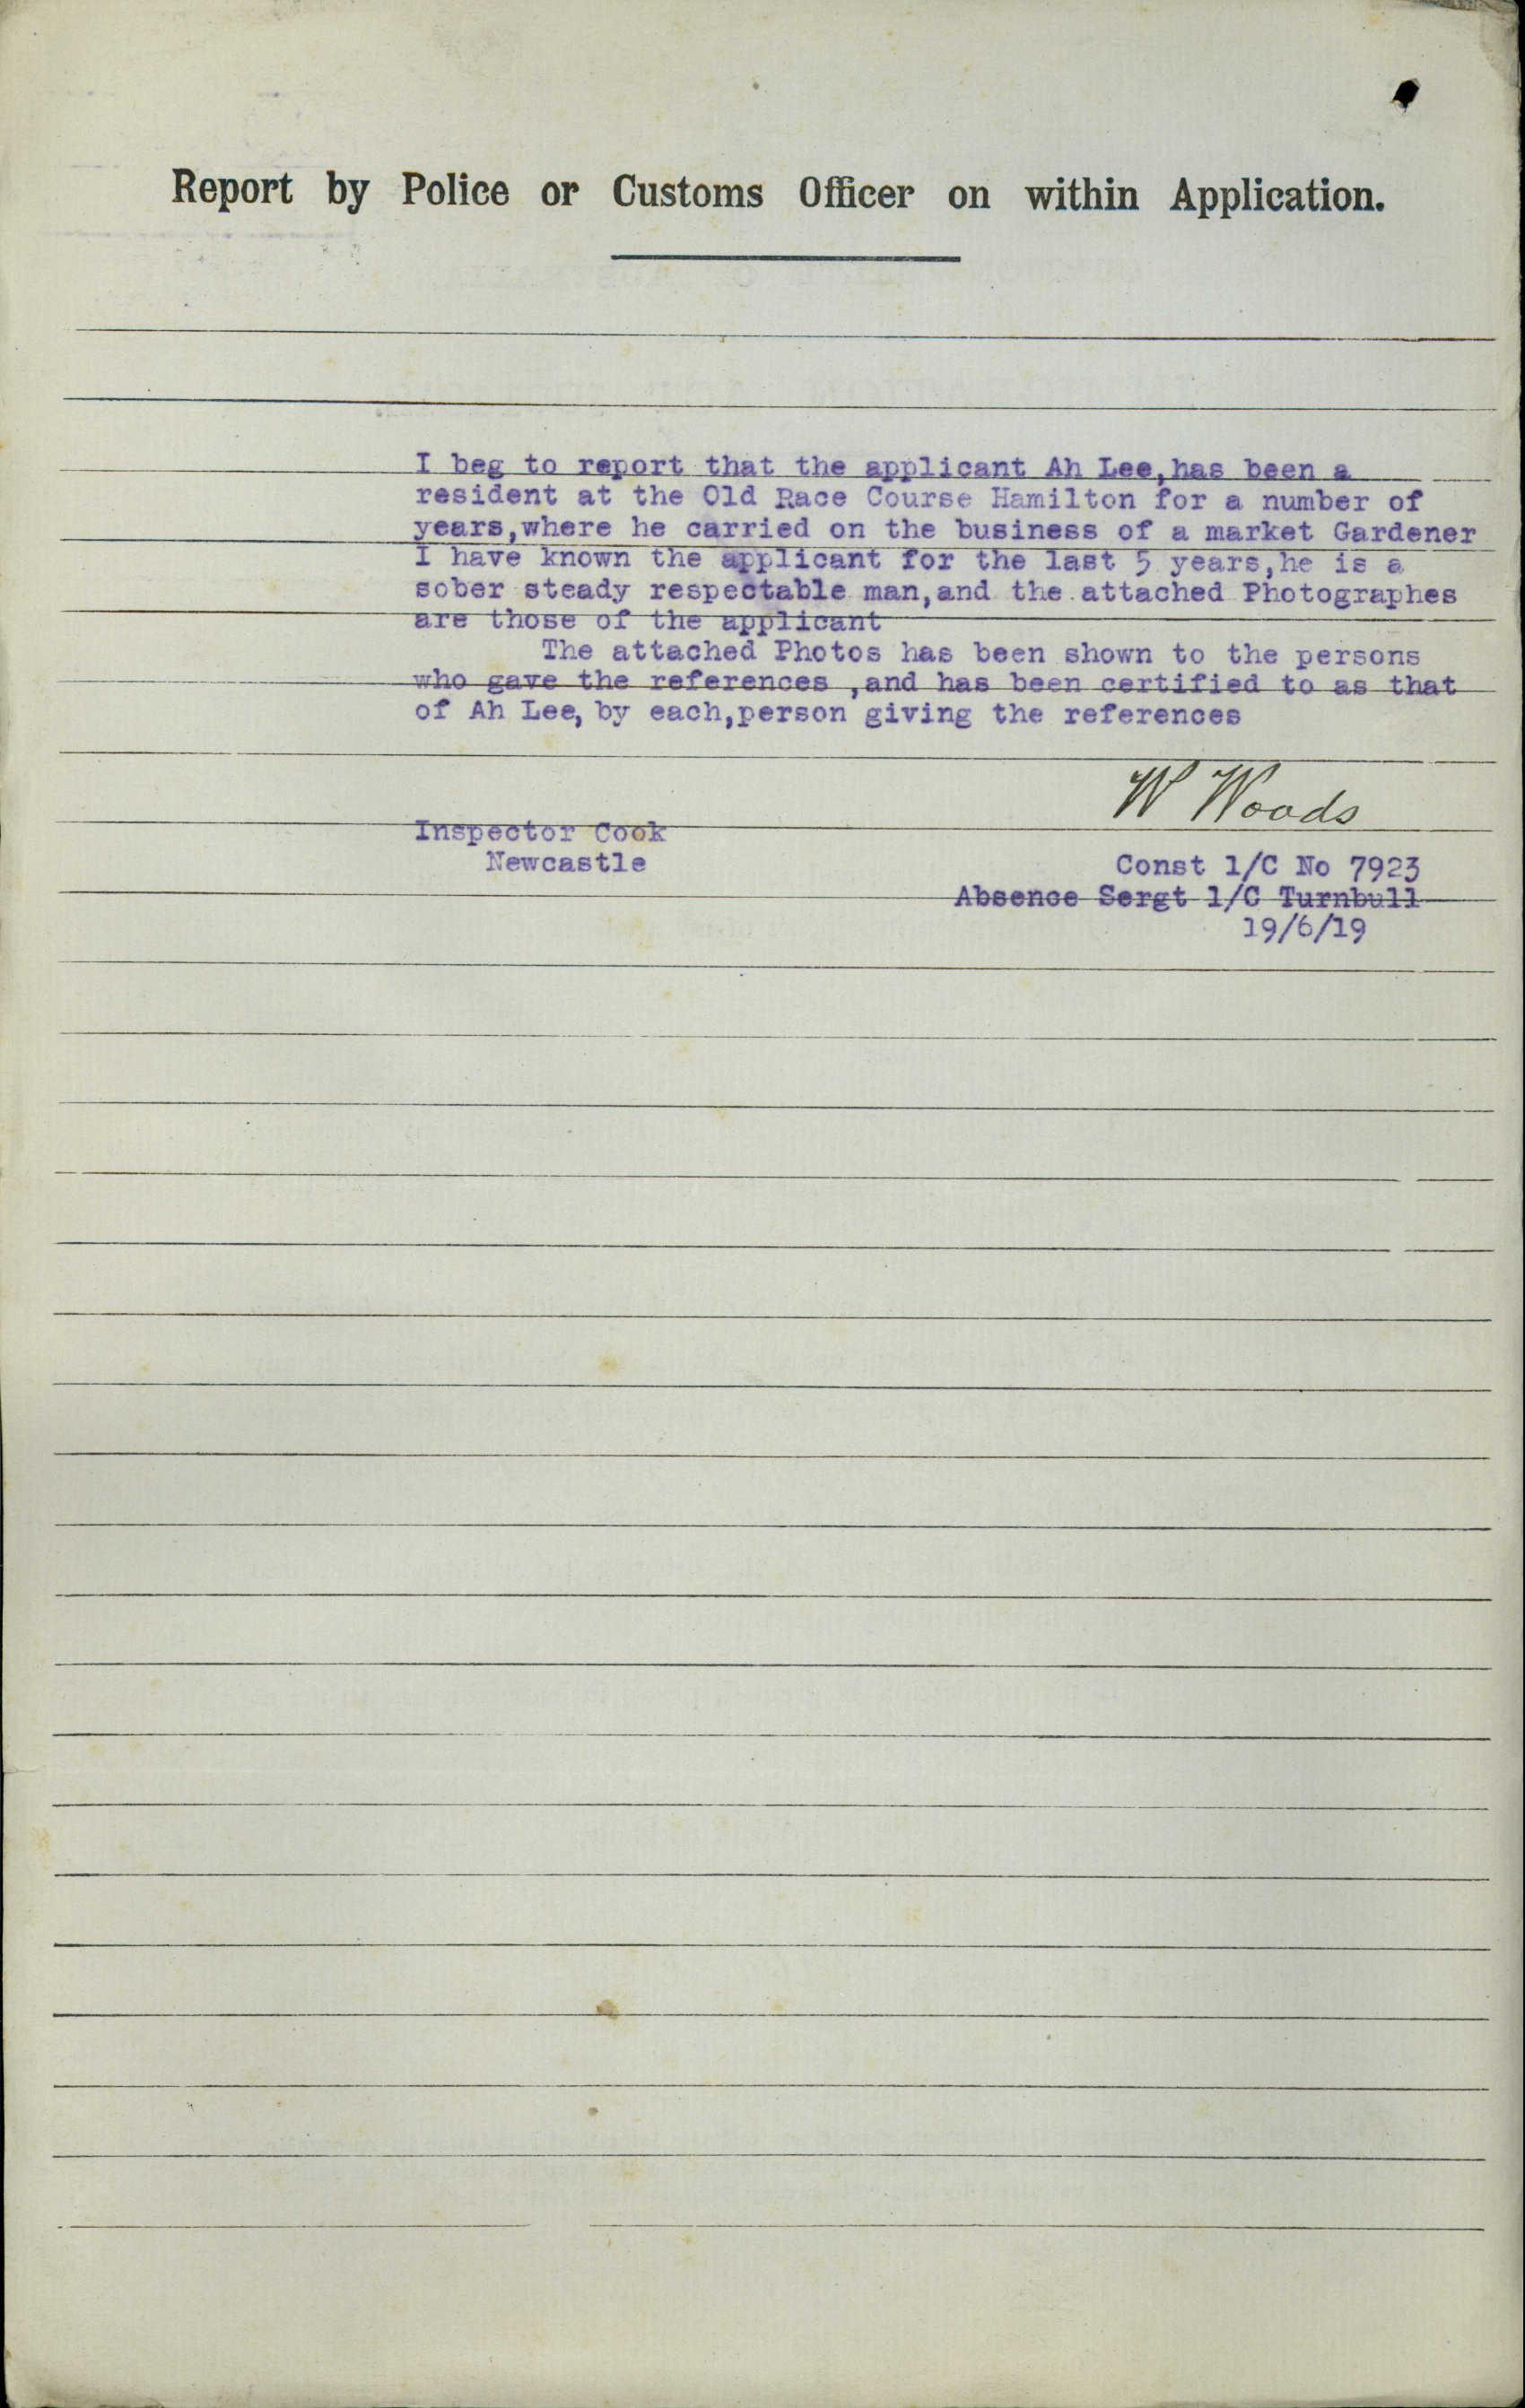 Report by Police or Customs Officer on within Application.
I beg to report that the applicant Ah Lee,has been a
resident at the Old Race Course Hamilton for a number of
years,where he carried on the business of a market Gardener
I have known the applicant for the last 5 years,he is a
sober steady respectable man,and the attached Photographes
are those of the applicant
The attached Photos has been shown to the persons
who gave the references ,and has been certified to as that
of Ah Lee, by each,person giving the references
W Woods
Inspector Cook
Newcastle
Const 1/C No 7923
Absence Sergt 1/C Turnbull
19/6/19